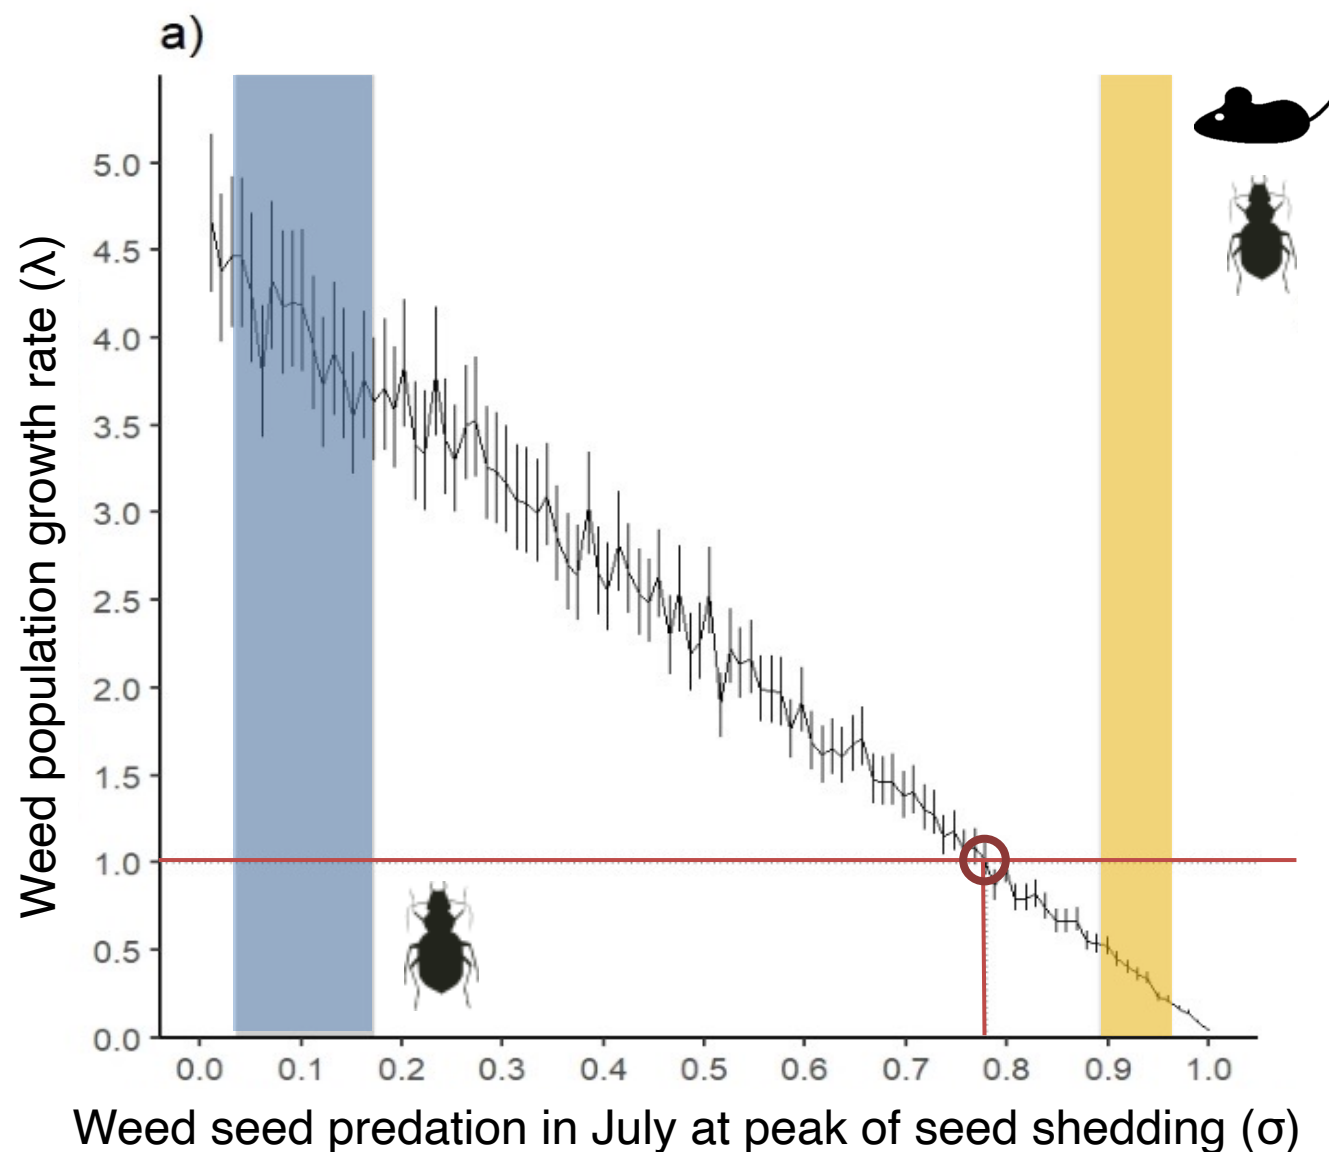 a)
Weed population growth rate (λ)
5.0
4.5
4.0
3.5
3.0
2.5
2.0
1.5
1.0
0.5
0.0
0.0 0.1 0.2 0.3 0.4 0.5 0.6 0.7 0.8 0.9 1.0
Weed seed predation in July at peak of seed shedding (σ)